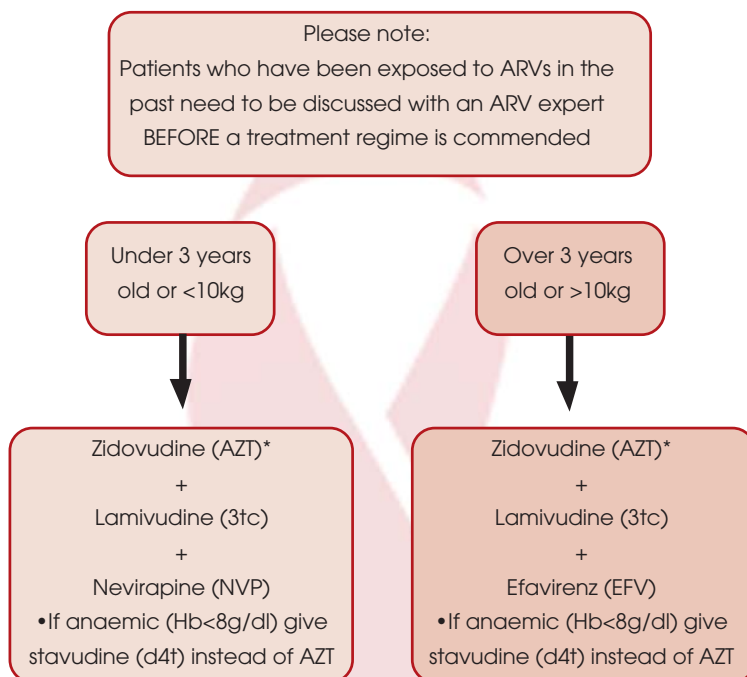 Please note:
Patients who have been exposed to ARVs in the
past need to be discussed with an ARV expert
BEFORE a treatment regime is commended
Under 3 years
old or <10kg
Over 3 years
old or >10kg
Zidovudine (AZT)*
+
Lamivudine (3tc)
+
Nevirapine (NVP)
•If anaemic (Hb<8g/dl) give
stavudine (d4t) instead of AZT
Zidovudine (AZT)*
+
Lamivudine (3tc)
+
Efavirenz (EFV)
•If anaemic (Hb<8g/dl) give
stavudine (d4t) instead of AZT